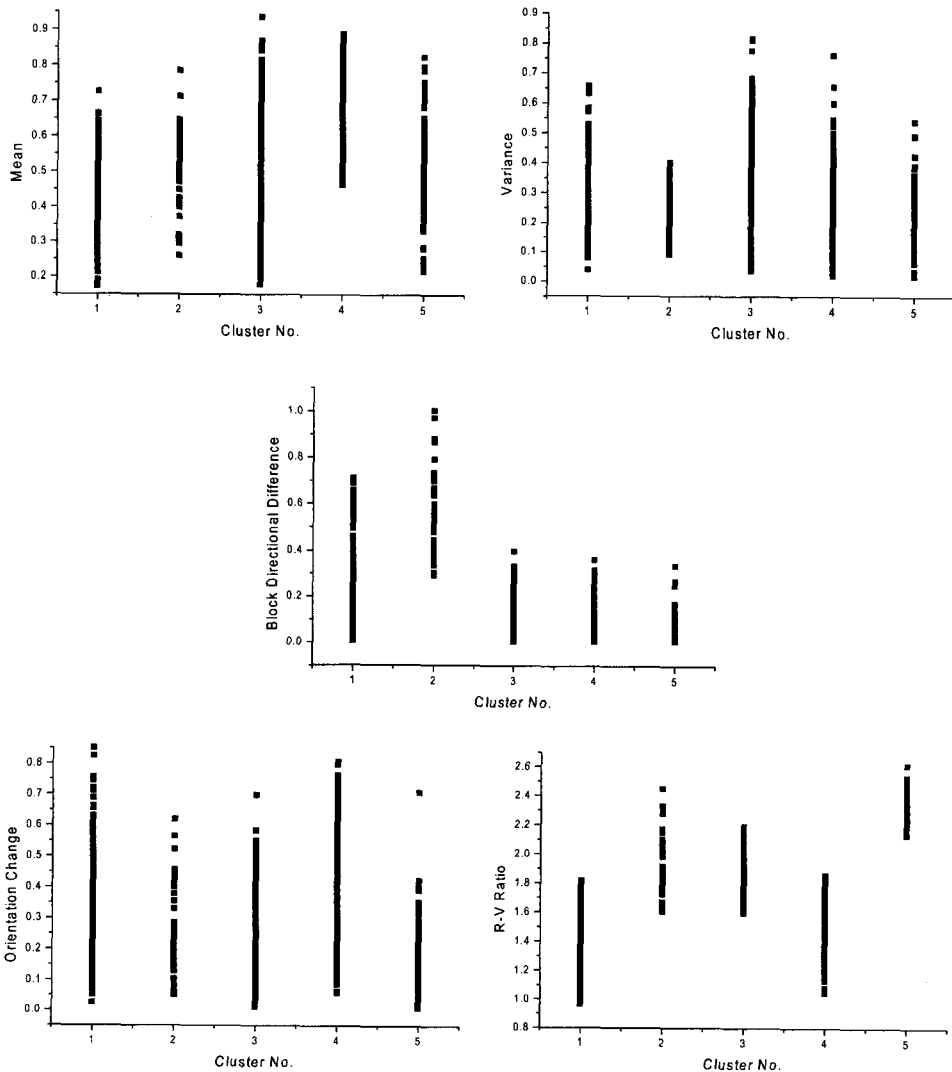 Mean
0.9
0.8
0.7
0.6
0.5
0.4
0.3
0.2
1 2 3 4 5
Cluster No.
Variance
0.9
0.8
0.7
0.6
0.5
0.4
0.3
0.2
0.1
0.0
1 2 3 4 5
Cluster No.
Block Directional Difference
1.0
0.8
0.6
0.4
0.2
0.0
1 2 3 4 5
Cluster No.
Orientation Change
0.8
0.7
0.6
0.5
0.4
0.3
0.2
0.1
0.0
1 2 3 4 5
Cluster No.
R-V Ratio
2.6
2.4
2.2
2.0
1.8
1.6
1.4
1.2
1.0
0.8
1 2 3 4 5
Cluster No.